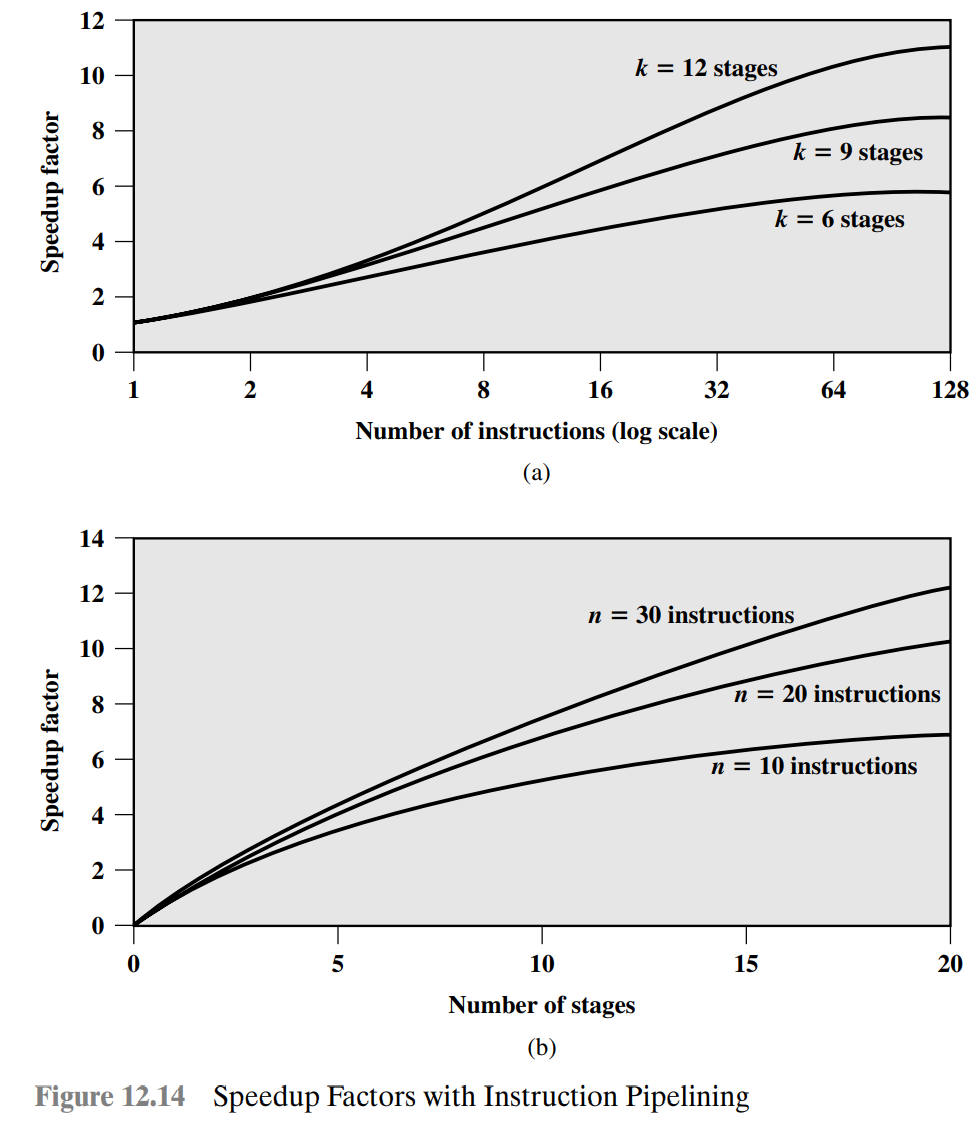 12
10
8
6
4
2
0
Speedup factor
k = 12 stages
k = 9 stages
k = 6 stages
1 2 4 8 16 32 64 128
Number of instructions (log scale)
(a)
14
12
10
8
6
4
2
0
Speedup factor
n = 30 instructions
n = 20 instructions
n = 10 instructions
0 5 10 15 20
Number of stages
(b)
Figure 12.14 Speedup Factors with Instruction Pipelining